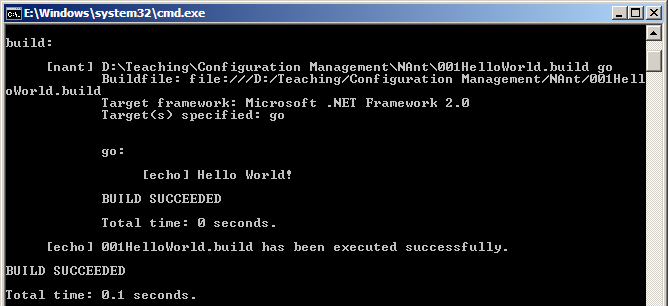 E:\Windows\system32\cmd.exe
build:
[nant] D:\Teaching\Configuration Management\NAnt\001HelloWorld.build go
Buildfile: file:///D:/Teaching/Configuration Management/NAnt/001Hell
oWorld.build
Target framework: Microsoft .NET Framework 2.0
Target(s) specified: go
go:
[echo] Hello World!
BUILD SUCCEEDED
Total time: 0 seconds.
[echo] 001HelloWorld.build has been executed successfully.
BUILD SUCCEEDED
Total time: 0.1 seconds.